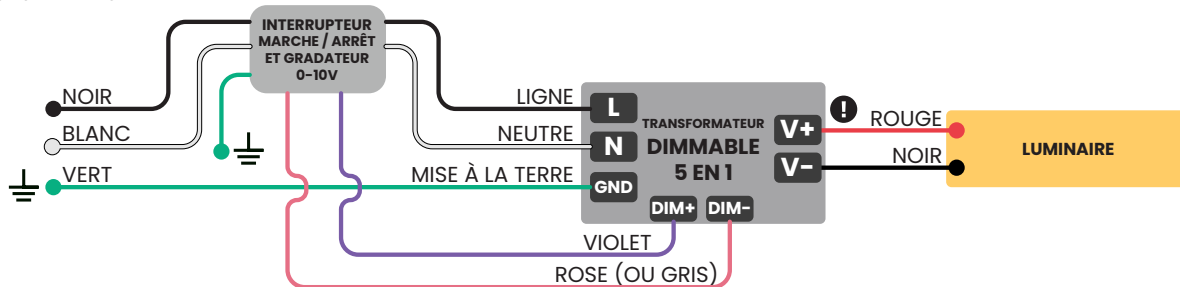 INTERRUPTEUR
MARCHE / ARRÊT
ET GRADATEUR
0-10V
NOIR
BLANC
VERT
LIGNE
NEUTRE
MISE À LA TERRE
L
N
GND
TRANSFORMATEUR
DIMMABLE
5 EN 1
DIM+ DIM-
V+
V-
!
ROUGE
NOIR
LUMINAIRE
VIOLET
ROSE (OU GRIS)